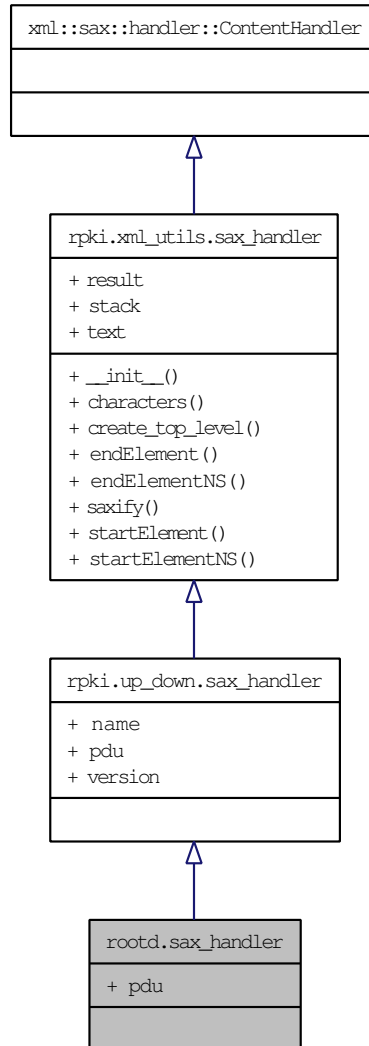 xml::sax::handler::ContentHandler
rpki.xml_utils.sax_handler
+ result
+ stack
+ text
+ __init__()
+ characters()
+ create_top_level()
+ endElement()
+ endElementNS()
+ saxify()
+ startElement()
+ startElementNS()
rpki.up_down.sax_handler
+ name
+ pdu
+ version
rootd.sax_handler
+ pdu